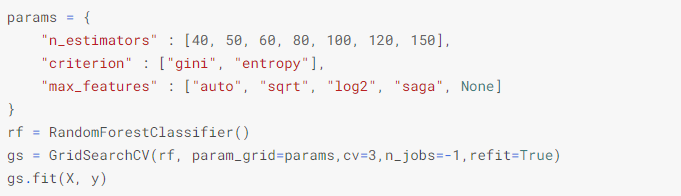 params = {
    "n_estimators" : [40, 50, 60, 80, 100, 120, 150],
    "criterion" : ["gini", "entropy"],
    "max_features" : ["auto", "sqrt", "log2", "saga", None]
}
rf = RandomForestClassifier()
gs = GridSearchCV(rf, param_grid=params,cv=3,n_jobs=-1,refit=True)
gs.fit(X, y)